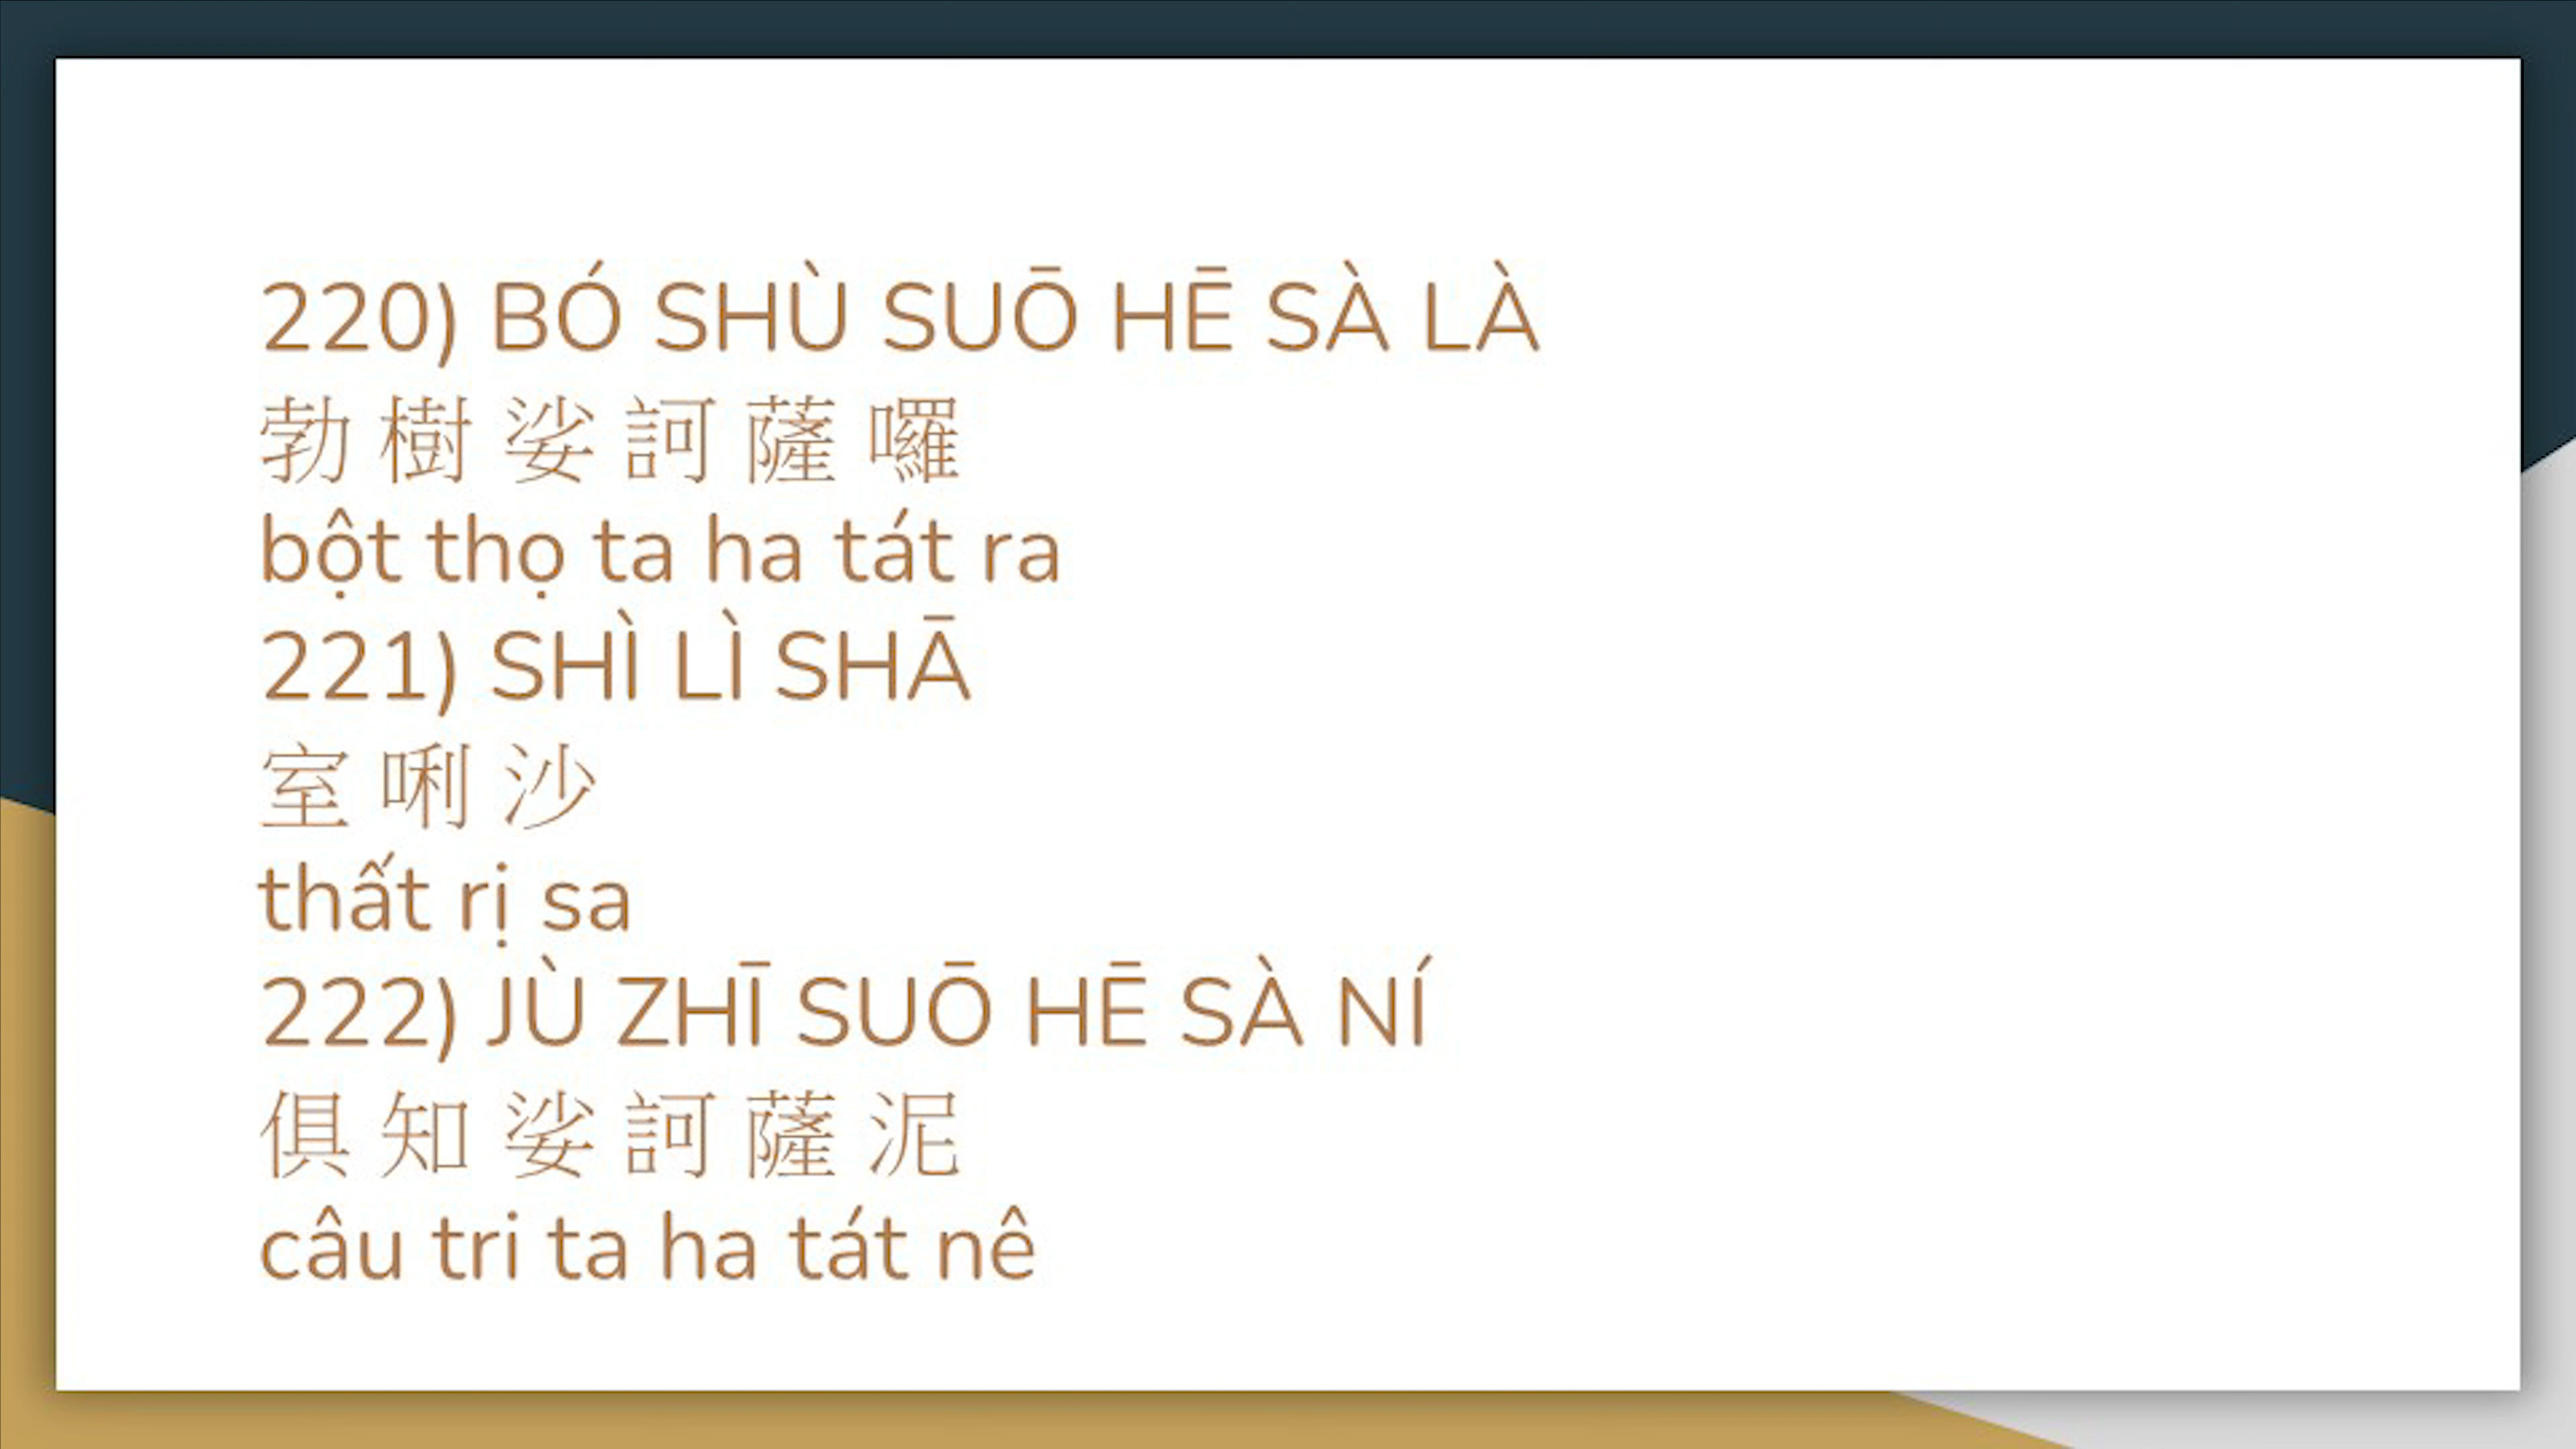 220) BÓ SHÙ SUŌ HĒ SÀ LÀ
勃 樹 娑 訶 薩 囉
bột thọ ta ha tát ra
221) SHÌ LÌ SHĀ
室 唎 沙
thất rị sa
222) JÙ ZHĪ SUŌ HĒ SÀ NÍ
俱 知 娑 訶 薩 泥
câu tri ta ha tát nê